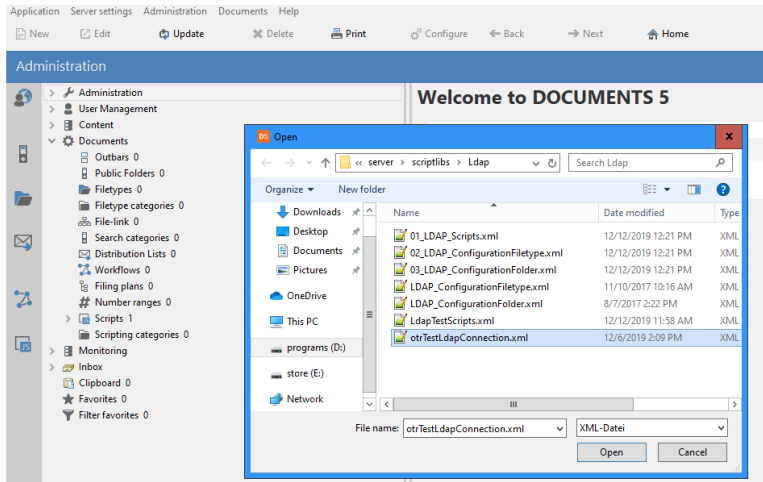 Application Server settings Administration Documents Help
New Edit Update Delete Print Configure Back Next Home
Administration
Administration
User Management
Content
Documents
Outbars 0
Public Folders 0
Filetypes 0
Filetype categories 0
File-link 0
Search categories 0
Distribution Lists 0
Workflows 0
Filing plans 0
Number ranges 0
Scripts 1
Scripting categories 0
Monitoring
Inbox
Clipboard 0
Favorites 0
Filter favorites 0
Welcome to DOCUMENTS 5
D5 Open x
« server › scriptlibs › Ldap Search Ldap
Organize New folder
Downloads
Desktop
Documents
Pictures
OneDrive
This PC
programs (D:)
store (E:)
Network
Name Date modified Type
01_LDAP_Scripts.xml 12/12/2019 12:21 PM XML
02_LDAP_ConfigurationFiletype.xml 12/12/2019 12:21 PM XML
03_LDAP_ConfigurationFolder.xml 12/12/2019 12:21 PM XML
LDAP_ConfigurationFiletype.xml 11/10/2017 10:16 AM XML
LDAP_ConfigurationFolder.xml 8/7/2017 2:22 PM XML
LdapTestScripts.xml 12/12/2019 11:58 AM XML
otrTestLdapConnection.xml 12/6/2019 2:09 PM XML
File name: otrTestLdapConnection.xml XML-Datei
Open Cancel